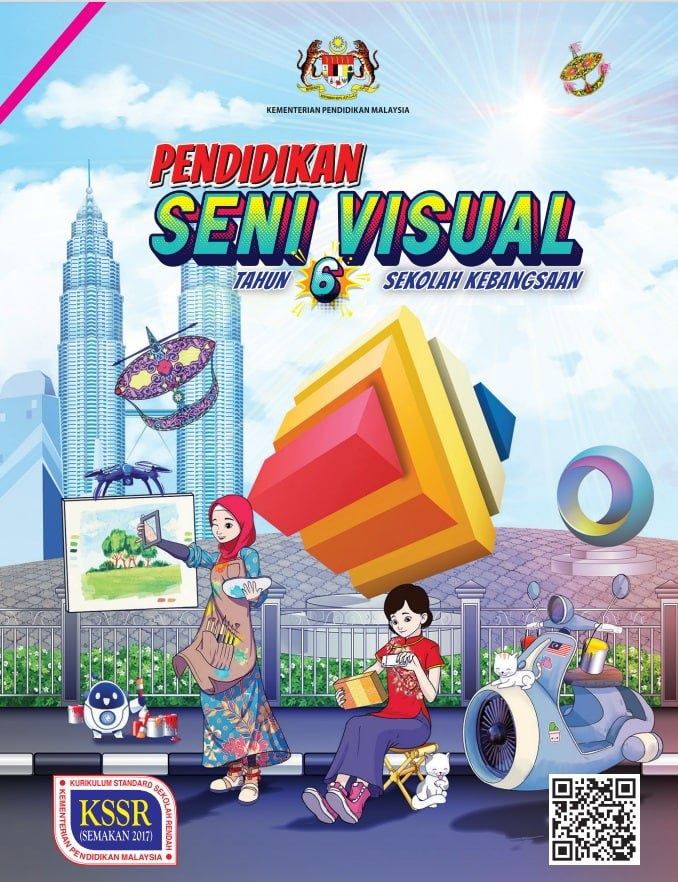 KEMENTERIAN PENDIDIKAN MALAYSIA
PENDIDIKAN
SENI VISUAL
TAHUN 6 SEKOLAH KEBANGSAAN
KURIKULUM STANDARD SEKOLAH RENDAH
KSSR
(SEMAKAN 2017)
KEMENTERIAN PENDIDIKAN MALAYSIA